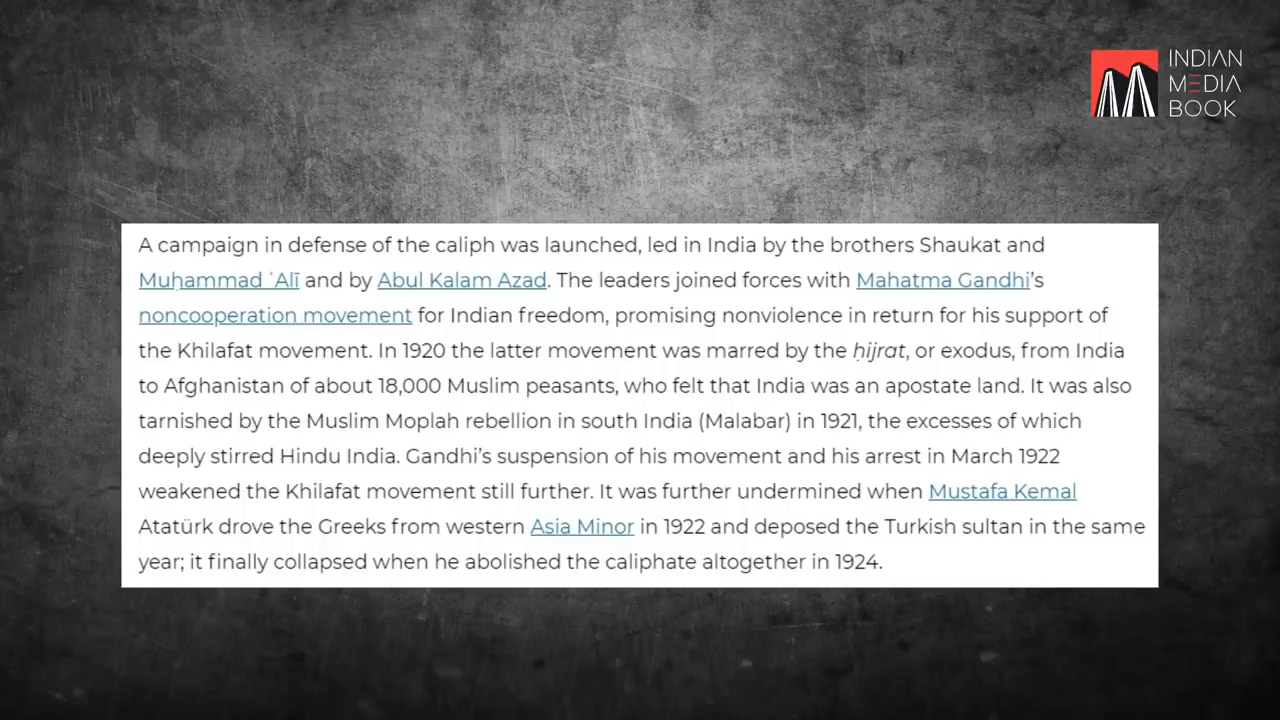 INDIAN
MEDIA
BOOK
A campaign in defense of the caliph was launched, led in India by the brothers Shaukat and
Muḥammad ʿAlī and by Abul Kalam Azad. The leaders joined forces with Mahatma Gandhi’s
noncooperation movement for Indian freedom, promising nonviolence in return for his support of
the Khilafat movement. In 1920 the latter movement was marred by the ḥijrat, or exodus, from India
to Afghanistan of about 18,000 Muslim peasants, who felt that India was an apostate land. It was also
tarnished by the Muslim Moplah rebellion in south India (Malabar) in 1921, the excesses of which
deeply stirred Hindu India. Gandhi’s suspension of his movement and his arrest in March 1922
weakened the Khilafat movement still further. It was further undermined when Mustafa Kemal
Atatürk drove the Greeks from western Asia Minor in 1922 and deposed the Turkish sultan in the same
year; it finally collapsed when he abolished the caliphate altogether in 1924.